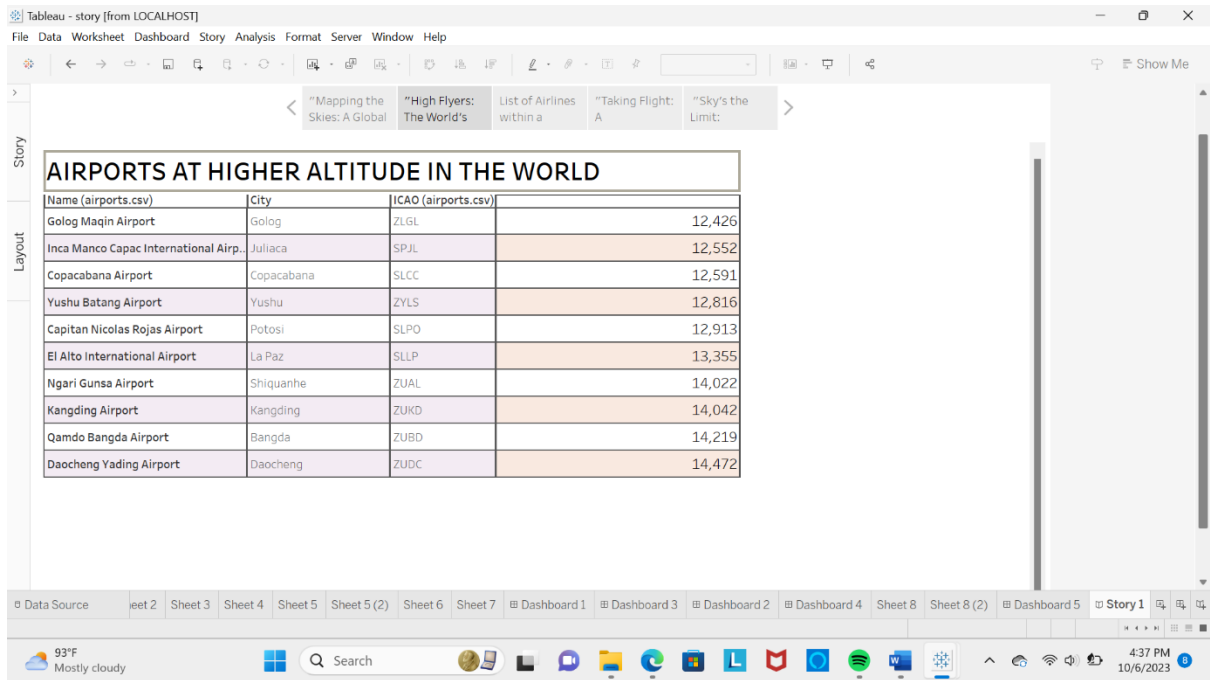 Tableau - story [from LOCALHOST]
File Data Worksheet Dashboard Story Analysis Format Server Window Help
Show Me
Story
Layout
"Mapping the Skies: A Global
"High Flyers: The World's
List of Airlines within a
"Taking Flight: A
"Sky's the Limit:
AIRPORTS AT HIGHER ALTITUDE IN THE WORLD
Name (airports.csv) City ICAO (airports.csv)
Golog Maqin Airport Golog ZLGL 12,426
Inca Manco Capac International Airp.. Juliaca SPJL 12,552
Copacabana Airport Copacabana SLCC 12,591
Yushu Batang Airport Yushu ZYLS 12,816
Capitan Nicolas Rojas Airport Potosi SLPO 12,913
El Alto International Airport La Paz SLLP 13,355
Ngari Gunsa Airport Shiquanhe ZUAL 14,022
Kangding Airport Kangding ZUKD 14,042
Qamdo Bangda Airport Bangda ZUBD 14,219
Daocheng Yading Airport Daocheng ZUDC 14,472
Data Source eet 2 Sheet 3 Sheet 4 Sheet 5 Sheet 5 (2) Sheet 6 Sheet 7 Dashboard 1 Dashboard 3 Dashboard 2 Dashboard 4 Sheet 8 Sheet 8 (2) Dashboard 5 Story 1
93°F
Mostly cloudy
Search
L
W
4:37 PM
10/6/2023
8